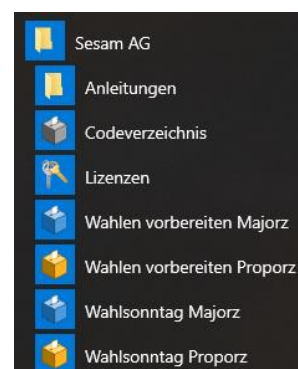 Sesam AG
Anleitungen
Codeverzeichnis
Lizenzen
Wahlen vorbereiten Majorz
Wahlen vorbereiten Proporz
Wahlsonntag Majorz
Wahlsonntag Proporz